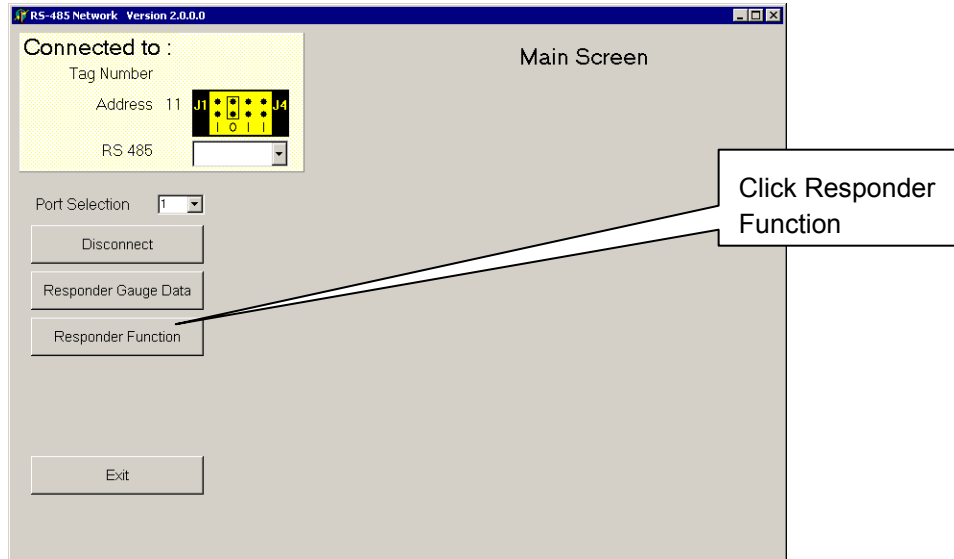 RS-485 Network Version 2.0.0.0
Connected to :
Main Screen
Tag Number
Address 11
J1 J4
I O I I
RS 485
Click Responder
Function
Port Selection 1
Disconnect
Responder Gauge Data
Responder Function
Exit